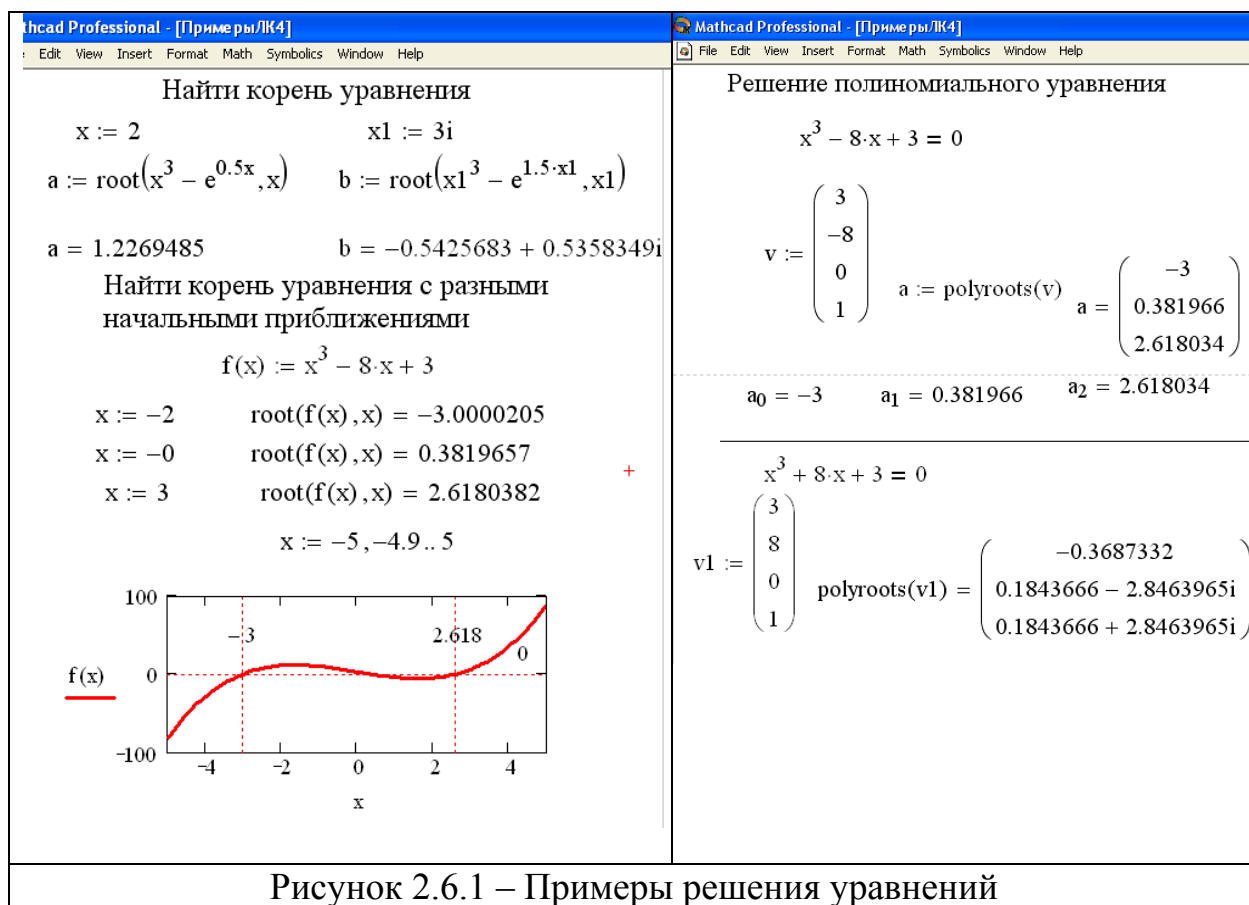 thcad Professional - [ПримерыЛК4]
Edit View Insert Format Math Symbolics Window Help
Найти корень уравнения
x := 2 x1 := 3i
a := root(x^3 − e^0.5x , x) b := root(x1^3 − e^1.5·x1 , x1)
a = 1.2269485 b = −0.5425683 + 0.5358349i
Найти корень уравнения с разными
начальными приближениями
f(x) := x^3 − 8·x + 3
x := −2 root(f(x) , x) = −3.0000205
x := −0 root(f(x) , x) = 0.3819657
x := 3 root(f(x) , x) = 2.6180382
x := −5 , −4.9 .. 5
100
−3 2.618
0
f(x) 0
−100
−4 −2 0 2 4
x
Mathcad Professional - [ПримерыЛК4]
File Edit View Insert Format Math Symbolics Window Help
Решение полиномиального уравнения
x^3 − 8·x + 3 = 0
v := (3 −8 0 1) a := polyroots(v) a = (−3 0.381966 2.618034)
a0 = −3 a1 = 0.381966 a2 = 2.618034
x^3 + 8·x + 3 = 0
v1 := (3 8 0 1) polyroots(v1) = (−0.3687332 0.1843666 − 2.8463965i 0.1843666 + 2.8463965i)
Рисунок 2.6.1 – Примеры решения уравнений